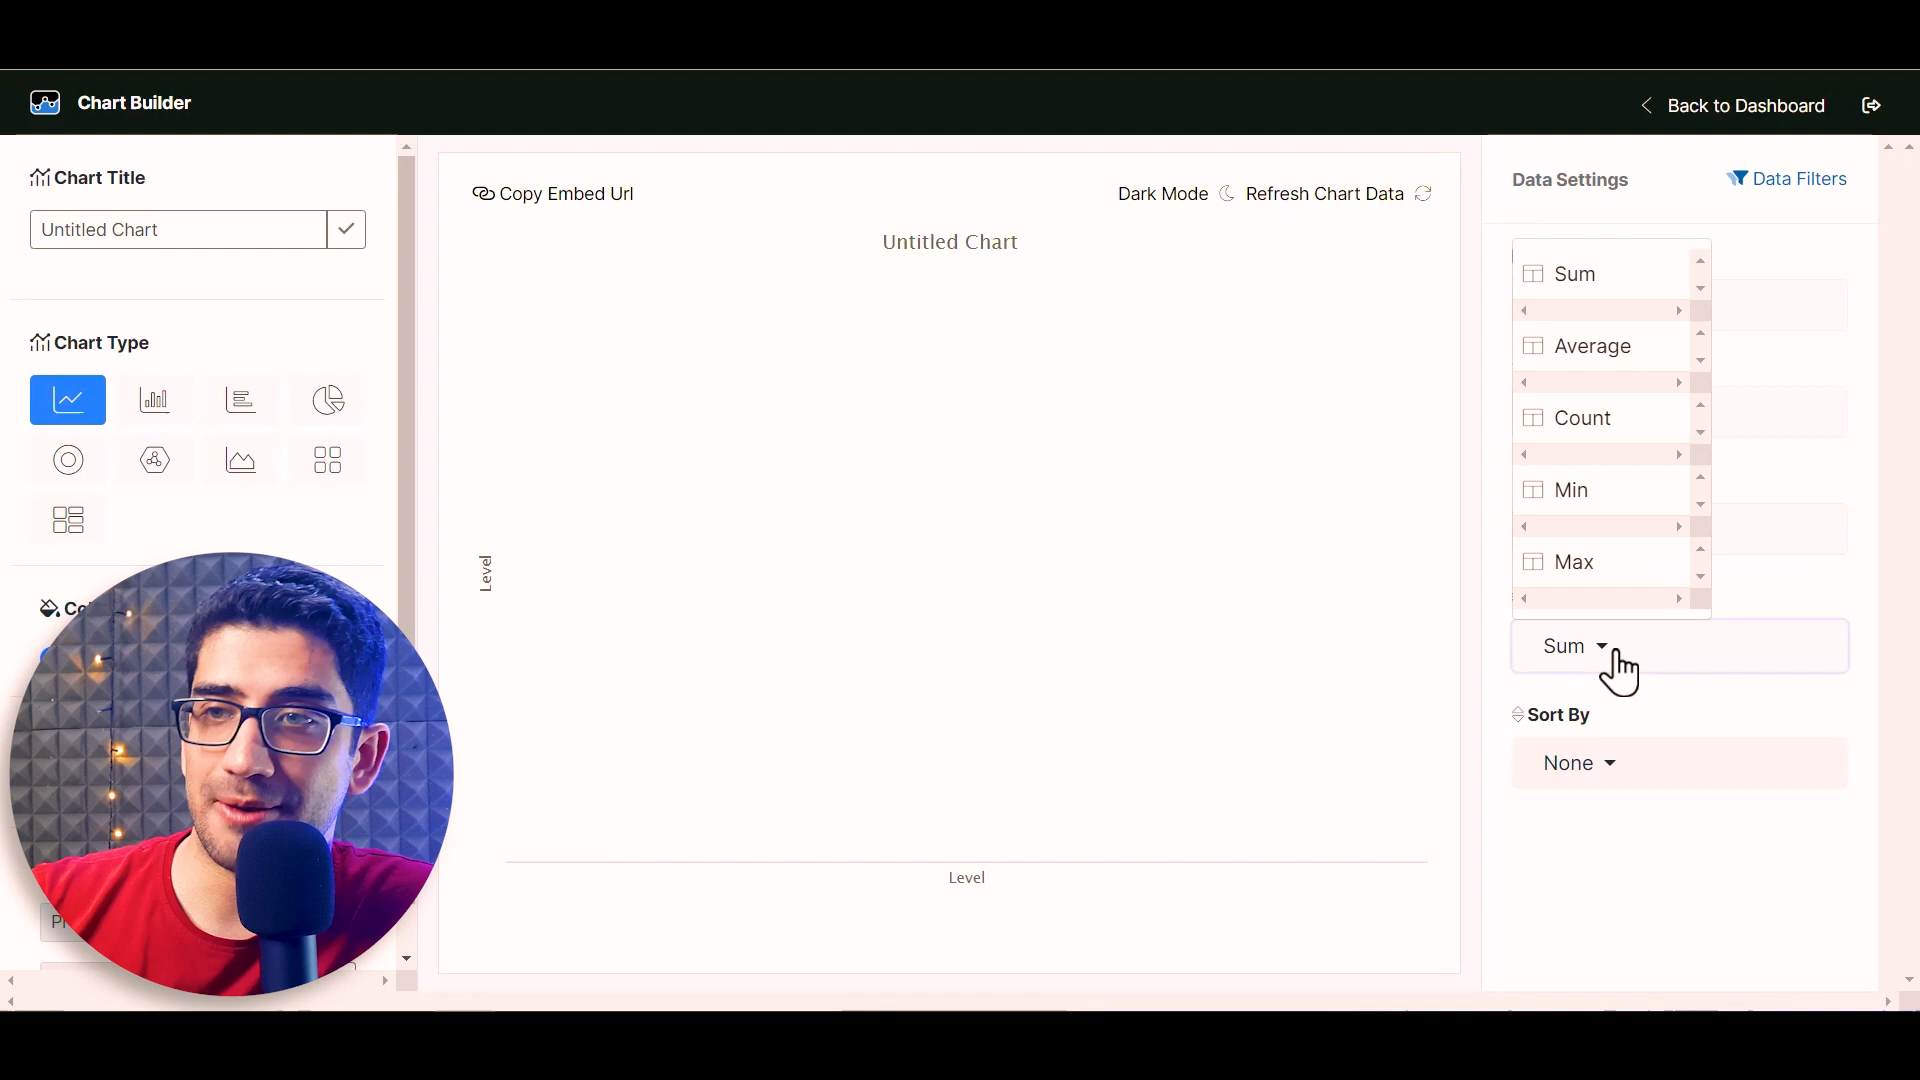 Chart Builder
Back to Dashboard
Chart Title
Untitled Chart
Chart Type
Copy Embed Url
Dark Mode
Refresh Chart Data
Untitled Chart
Level
Level
Data Settings
Data Filters
Sum
Average
Count
Min
Max
Sum
Sort By
None